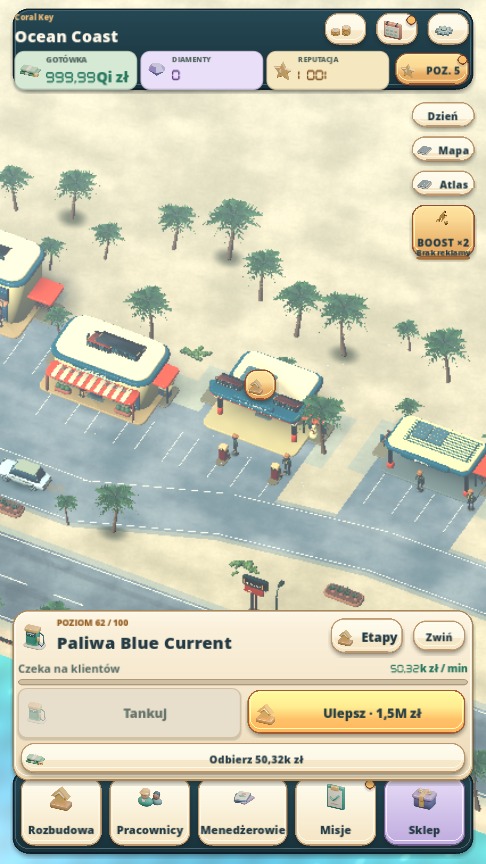 Coral Key
Ocean Coast
GOTÓWKA
999,99Qi zł
DIAMENTY
0
REPUTACJA
POZ. 5
Dzień
Mapa
Atlas
BOOST ×2
Brak reklamy
POZIOM 62 / 100
Paliwa Blue Current
Etapy
Zwiń
Czeka na klientów
50,32k zł / min
Tankuj
Ulepsz · 1,5M zł
Odbierz 50,32k zł
Rozbudowa
Pracownicy
Menedżerowie
Misje
Sklep